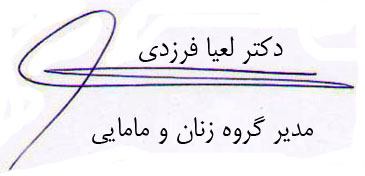 دکتر لعیا فرزدی
مدیر گروه زنان و مامایی